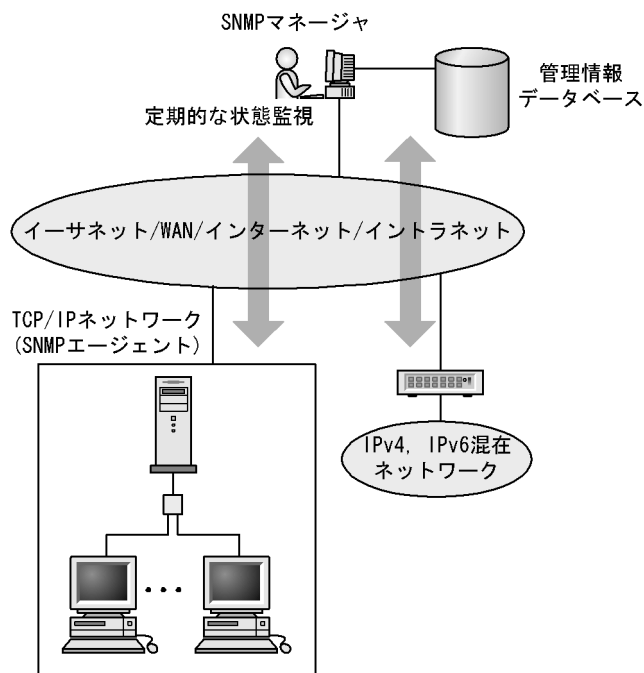 SNMPマネージャ
管理情報
データベース
定期的な状態監視
イーサネット/WAN/インターネット/イントラネット
TCP/IPネットワーク
(SNMPエージェント)
IPv4, IPv6混在
ネットワーク